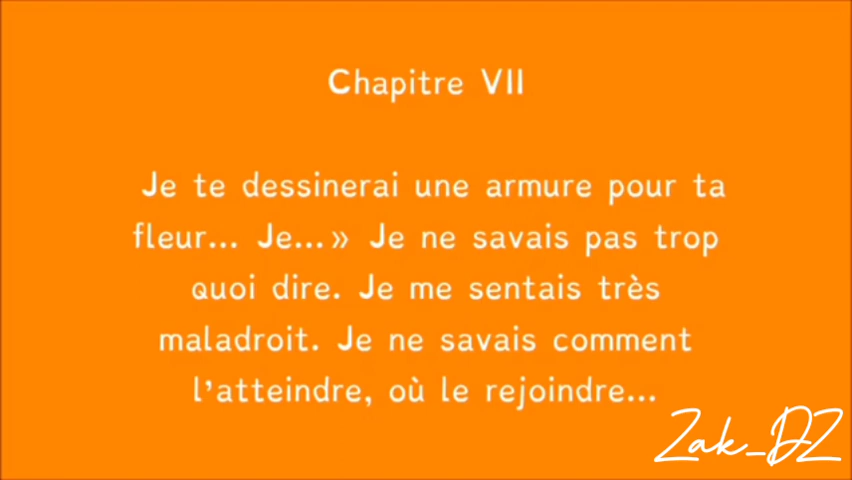 Chapitre VII
Je te dessinerai une armure pour ta
fleur... Je...» Je ne savais pas trop
quoi dire. Je me sentais très
maladroit. Je ne savais comment
l'atteindre, où le rejoindre...
Zak_DZ